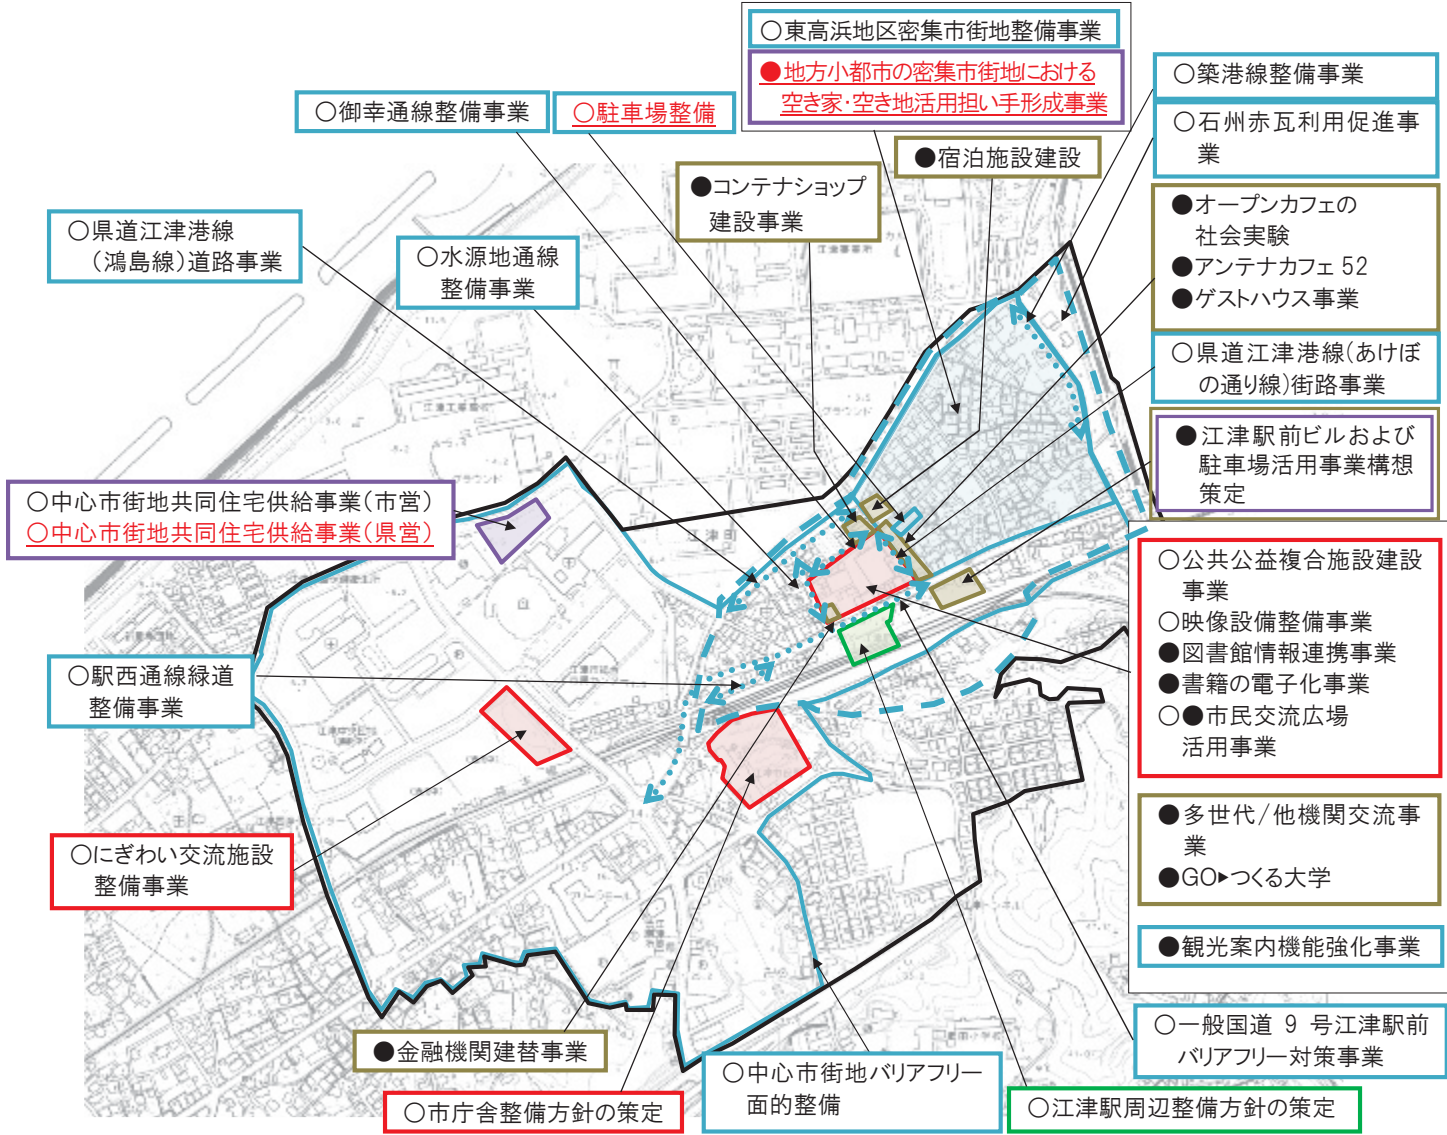 ○東高浜地区密集市街地整備事業
●地方小都市の密集市街地における
空き家・空き地活用担い手形成事業
○御幸通線整備事業
○駐車場整備
○築港線整備事業
○石州赤瓦利用促進事
業
●宿泊施設建設
●コンテナショップ
建設事業
●オープンカフェの
社会実験
●アンテナカフェ 52
●ゲストハウス事業
○県道江津港線
（鴻島線）道路事業
○水源地通線
整備事業
○県道江津港線（あけぼ
の通り線）街路事業
●江津駅前ビルおよび
駐車場活用事業構想
策定
○中心市街地共同住宅供給事業（市営）
○中心市街地共同住宅供給事業（県営）
江津町
○公共公益複合施設建設
事業
○映像設備整備事業
●図書館情報連携事業
●書籍の電子化事業
○●市民交流広場
活用事業
○駅西通線緑道
整備事業
●多世代/他機関交流事
業
●GO▶つくる大学
○にぎわい交流施設
整備事業
●観光案内機能強化事業
○一般国道 9 号江津駅前
バリアフリー対策事業
●金融機関建替事業
○中心市街地バリアフリー
面的整備
○市庁舎整備方針の策定
○江津駅周辺整備方針の策定